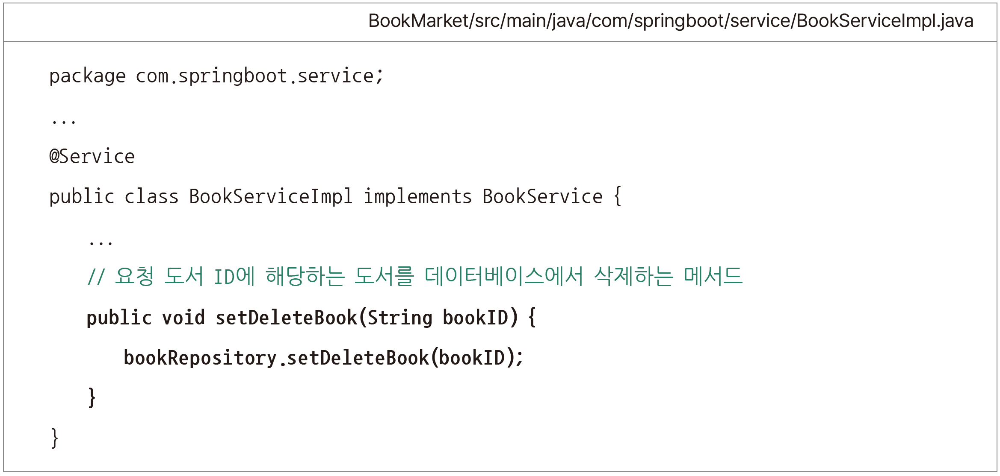 BookMarket/src/main/java/com/springboot/service/BookServiceImpl.java
package com.springboot.service;
...
@Service
public class BookServiceImpl implements BookService {
...
// 요청 도서 ID에 해당하는 도서를 데이터베이스에서 삭제하는 메서드
public void setDeleteBook(String bookID) {
bookRepository.setDeleteBook(bookID);
}
}